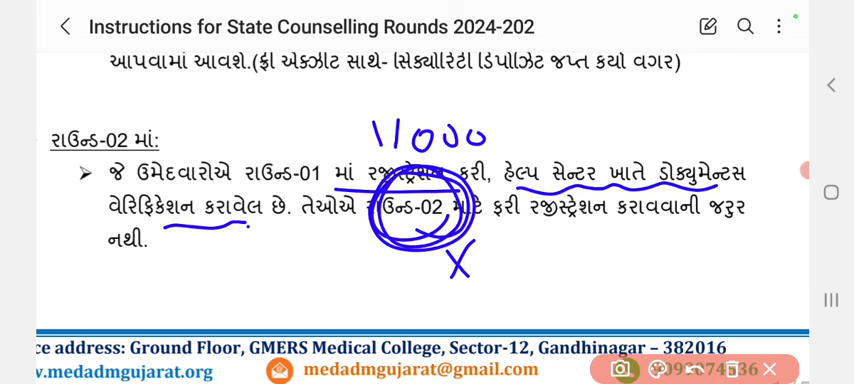 Instructions for State Counselling Rounds 2024-202
આપવામાં આવશે.(ફ્રી એક્ઝીટ સાથે- સિક્યોરિટી ડિપોઝિટ જપ્ત કર્યા વગર)
રાઉન્ડ-02 માં:
11000
➤ જે ઉમેદવારોએ રાઉન્ડ-01 માં રજીસ્ટ્રેશન કરી, હેલ્પ સેન્ટર ખાતે ડોક્યુમેન્ટસ
વેરિફિકેશન કરાવેલ છે. તેઓએ રાઉન્ડ-02 માટે ફરી રજીસ્ટ્રેશન કરાવવાની જરુર
નથી.
X
ce address: Ground Floor, GMERS Medical College, Sector-12, Gandhinagar – 382016
w.medadmgujarat.org medadmgujarat@gmail.com